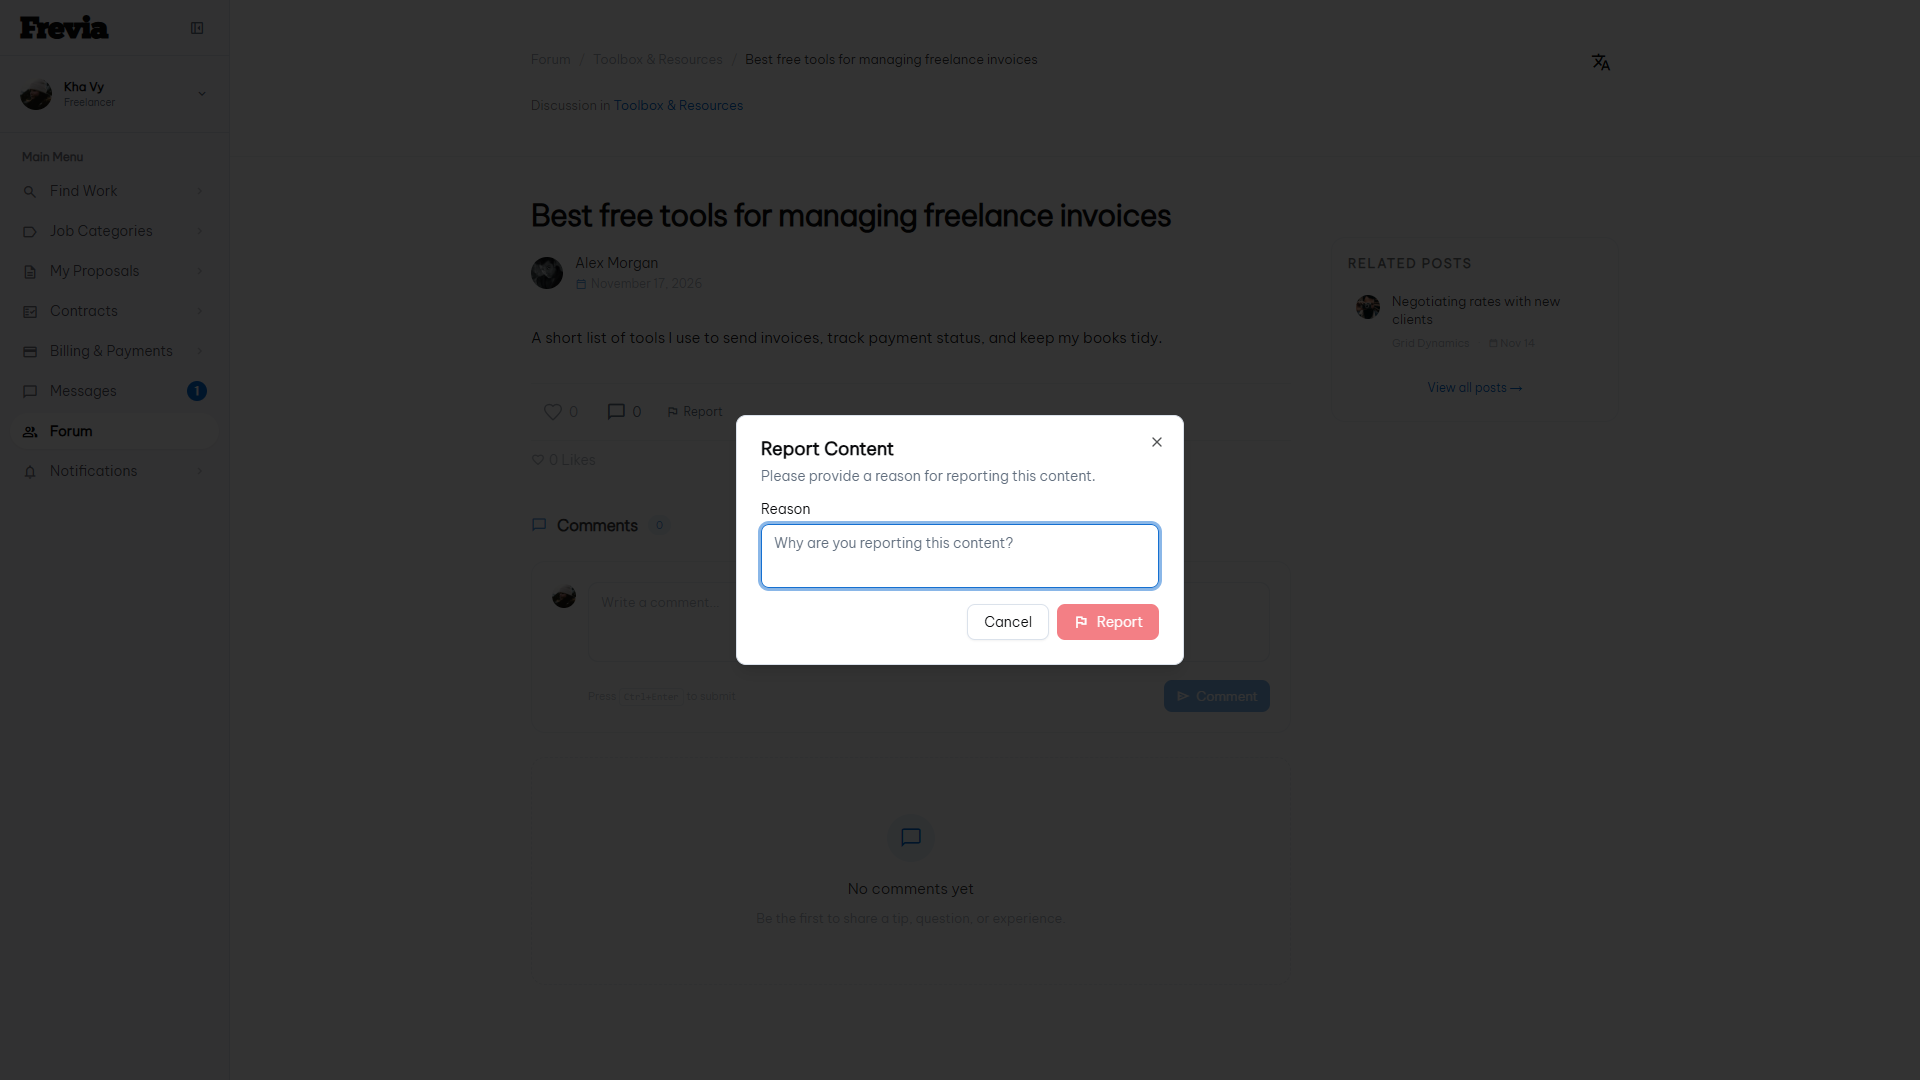 Frevia
Kha Vy
Freelancer
Main Menu
Find Work
Job Categories
My Proposals
Contracts
Billing & Payments
Messages 1
Forum
Notifications
Forum / Toolbox & Resources / Best free tools for managing freelance invoices
Discussion in Toolbox & Resources
Best free tools for managing freelance invoices
Alex Morgan
November 17, 2026
A short list of tools I use to send invoices, track payment status, and keep my books tidy.
0 0 Report
0 Likes
Comments 0
Write a comment...
Press Ctrl+Enter to submit
Comment
No comments yet
Be the first to share a tip, question, or experience.
RELATED POSTS
Negotiating rates with new
clients
Grid Dynamics Nov 14
View all posts →
Report Content
Please provide a reason for reporting this content.
Reason
Why are you reporting this content?
Cancel
Report